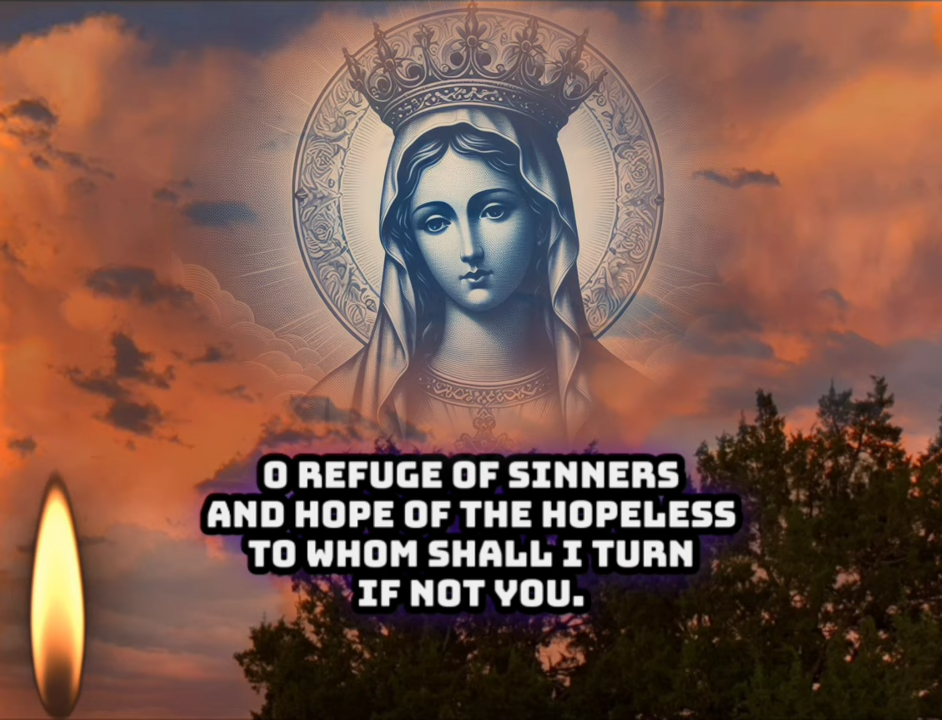 O REFUGE OF SINNERS
AND HOPE OF THE HOPELESS
TO WHOM SHALL I TURN
IF NOT YOU.